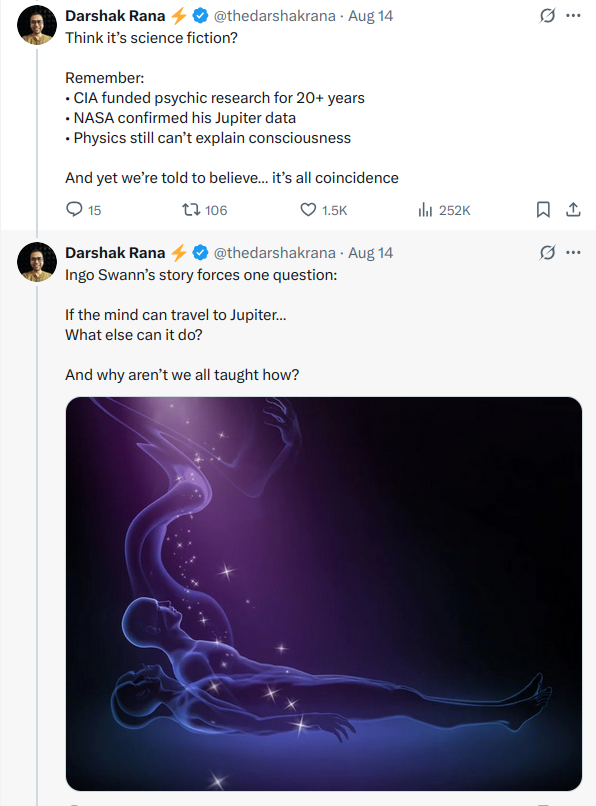 Darshak Rana ⚡ @thedarshakrana · Aug 14
Think it’s science fiction?
Remember:
• CIA funded psychic research for 20+ years
• NASA confirmed his Jupiter data
• Physics still can’t explain consciousness
And yet we’re told to believe... it’s all coincidence
15 106 1.5K 252K
Darshak Rana ⚡ @thedarshakrana · Aug 14
Ingo Swann’s story forces one question:
If the mind can travel to Jupiter...
What else can it do?
And why aren’t we all taught how?